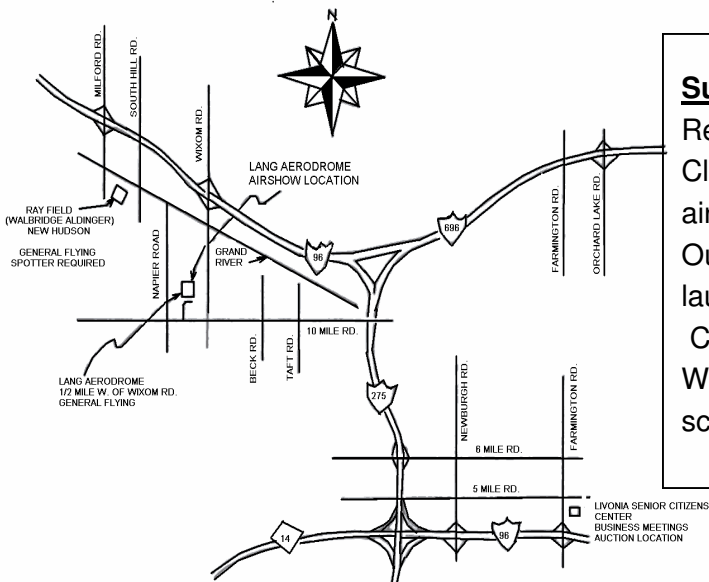 N
MILFORD RD.
SOUTH HILL RD.
WIXOM RD.
LANG AERODROME
AIRSHOW LOCATION
RAY FIELD
(WALBRIDGE ALDINGER)
NEW HUDSON
GENERAL FLYING
SPOTTER REQUIRED
NAPIER ROAD
GRAND
RIVER
96
696
FARMINGTON RD.
ORCHARD LAKE RD.
10 MILE RD.
BECK RD.
TAFT RD.
LANG AERODROME
1/2 MILE W. OF WIXOM RD.
GENERAL FLYING
275
NEWBURGH RD.
FARMINGTON RD.
6 MILE RD.
5 MILE RD.
14
96
LIVONIA SENIOR CITIZENS
CENTER
BUSINESS MEETINGS
AUCTION LOCATION
Su
Re
Cl
air
Ou
lau
C
W
sc